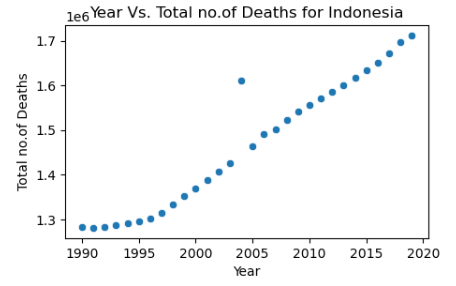 Year Vs. Total no.of Deaths for Indonesia
1e6
Total no.of Deaths
1.7
1.6
1.5
1.4
1.3
1990 1995 2000 2005 2010 2015 2020
Year